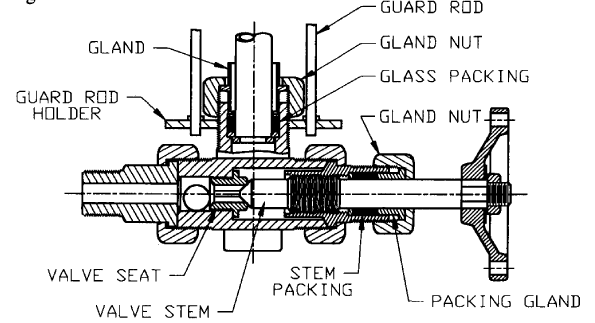 GUARD ROD
GLAND
GLAND NUT
GLASS PACKING
GUARD ROD
HOLDER
GLAND NUT
VALVE SEAT
STEM
PACKING
VALVE STEM
PACKING GLAND